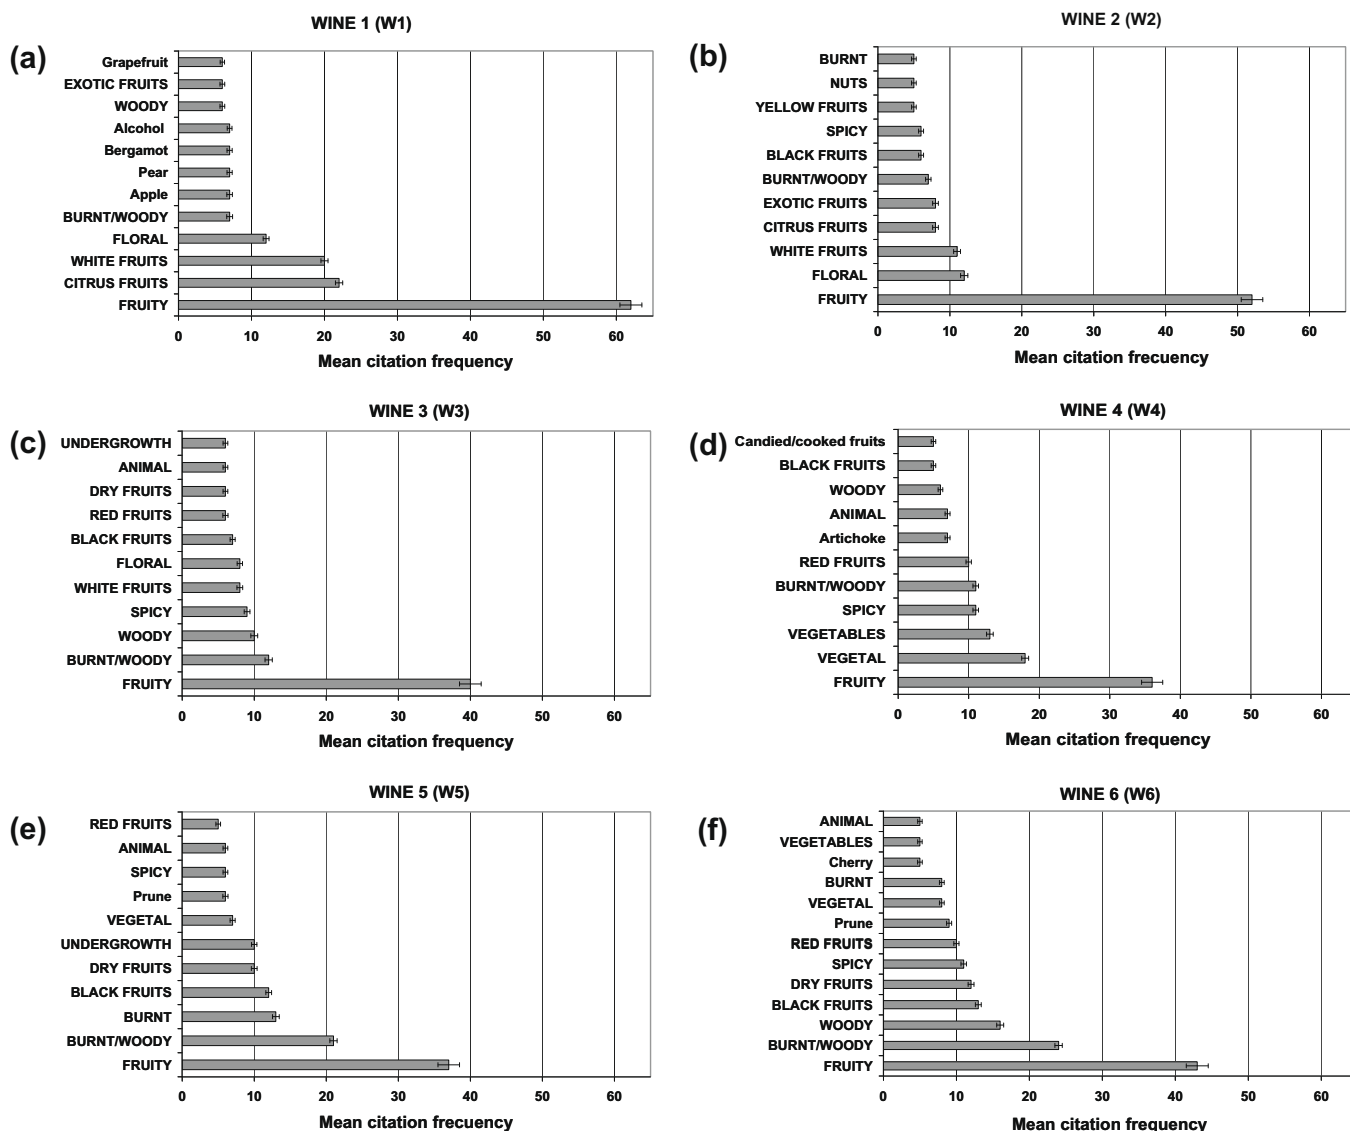 WINE 1 (W1)
(a)
Grapefruit
EXOTIC FRUITS
WOODY
Alcohol
Bergamot
Pear
Apple
BURNT/WOODY
FLORAL
WHITE FRUITS
CITRUS FRUITS
FRUITY
0 10 20 30 40 50 60
Mean citation frequency
WINE 2 (W2)
(b)
BURNT
NUTS
YELLOW FRUITS
SPICY
BLACK FRUITS
BURNT/WOODY
EXOTIC FRUITS
CITRUS FRUITS
WHITE FRUITS
FLORAL
FRUITY
0 10 20 30 40 50 60
Mean citation frecuency
WINE 3 (W3)
(c)
UNDERGROWTH
ANIMAL
DRY FRUITS
RED FRUITS
BLACK FRUITS
FLORAL
WHITE FRUITS
SPICY
WOODY
BURNT/WOODY
FRUITY
0 10 20 30 40 50 60
Mean citation frequency
WINE 4 (W4)
(d)
Candied/cooked fruits
BLACK FRUITS
WOODY
ANIMAL
Artichoke
RED FRUITS
BURNT/WOODY
SPICY
VEGETABLES
VEGETAL
FRUITY
0 10 20 30 40 50 60
Mean citation frequency
WINE 5 (W5)
(e)
RED FRUITS
ANIMAL
SPICY
Prune
VEGETAL
UNDERGROWTH
DRY FRUITS
BLACK FRUITS
BURNT
BURNT/WOODY
FRUITY
0 10 20 30 40 50 60
Mean citation frequency
WINE 6 (W6)
(f)
ANIMAL
VEGETABLES
Cherry
BURNT
VEGETAL
Prune
RED FRUITS
SPICY
DRY FRUITS
BLACK FRUITS
WOODY
BURNT/WOODY
FRUITY
0 10 20 30 40 50 60
Mean citation frequency